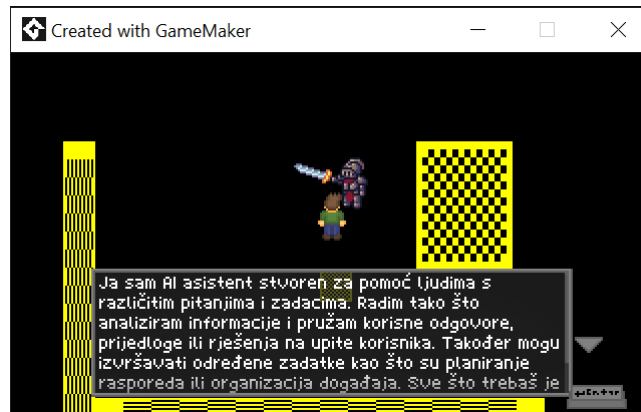 Created with GameMaker
Ja sam AI asistent stvoren za pomoć ljudima s
različitim pitanjima i zadacima. Radim tako što
analiziram informacije i pružam korisne odgovore,
prijedloge ili rješenja na upite korisnika. Također mogu
izvršavati određene zadatke kao što su planiranje
rasporeda ili organizacija događaja. Sve što trebaš je
Enter